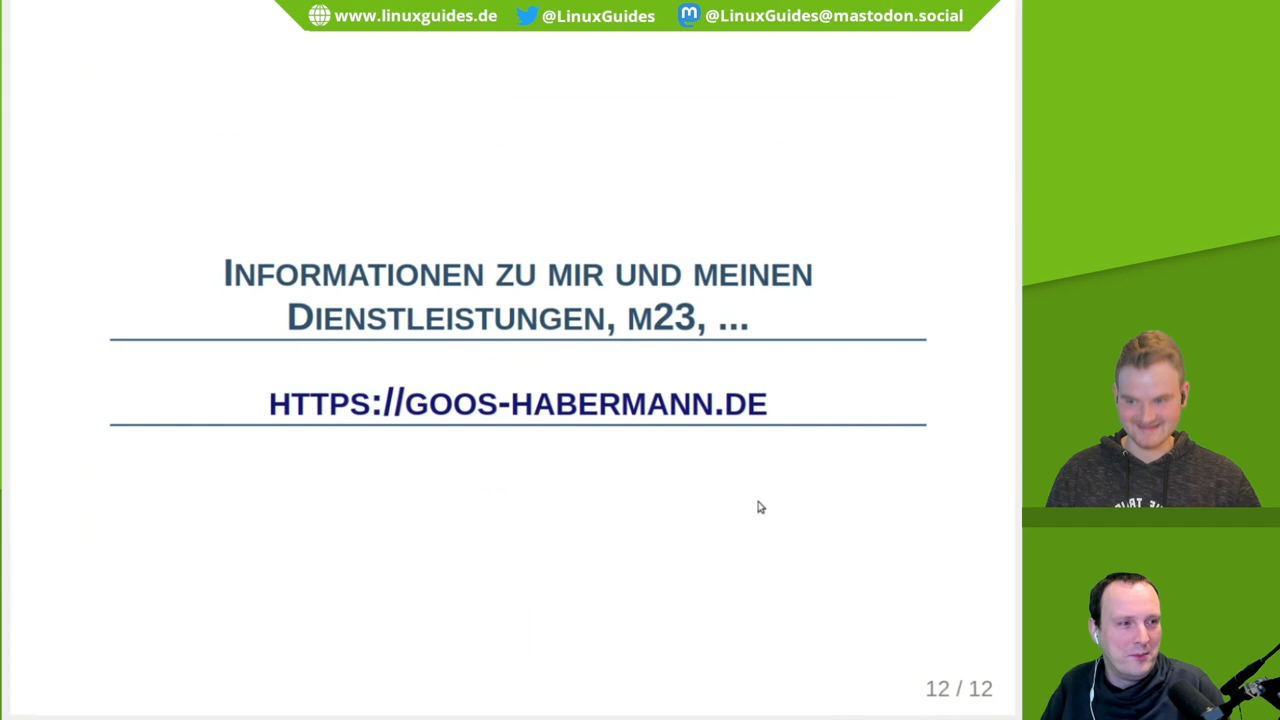 www.linuxguides.de @LinuxGuides @LinuxGuides@mastodon.social
Informationen zu mir und meinen
Dienstleistungen, m23, ...
https://goos-habermann.de
12 / 12